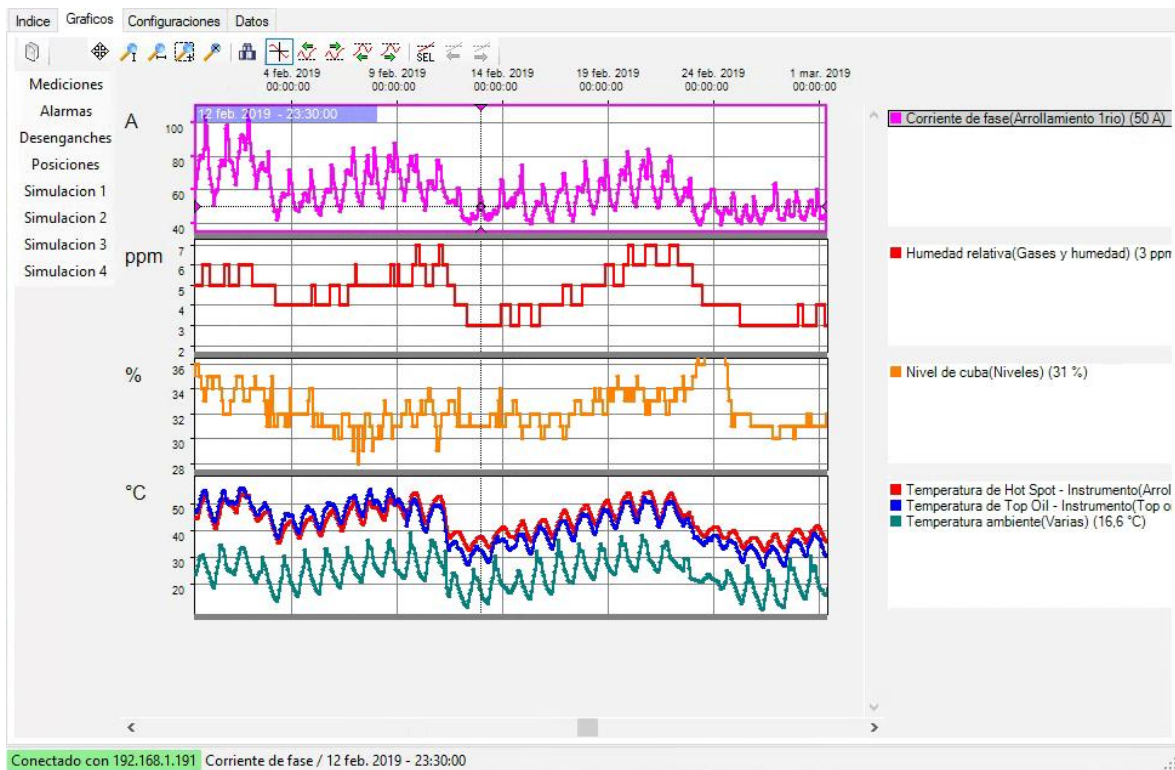 Indice Graficos Configuraciones Datos
SEL
4 feb. 2019 9 feb. 2019 14 feb. 2019 19 feb. 2019 24 feb. 2019 1 mar. 2019
00:00:00 00:00:00 00:00:00 00:00:00 00:00:00 00:00:00
Mediciones
Alarmas
Desenganches
Posiciones
Simulacion 1
Simulacion 2
Simulacion 3
Simulacion 4
A
12 feb. 2019 - 23:30:00
100
80
60
40
Corriente de fase(Arrollamiento 1rio) (50 A)
ppm
7
6
5
4
3
2
Humedad relativa(Gases y humedad) (3 ppm
%
36
34
32
30
28
Nivel de cuba(Niveles) (31 %)
°C
50
40
30
20
Temperatura de Hot Spot - Instrumento(Arrol
Temperatura de Top Oil - Instrumento(Top o
Temperatura ambiente(Varias) (16,6 °C)
Conectado con 192.168.1.191 Corriente de fase / 12 feb. 2019 - 23:30:00